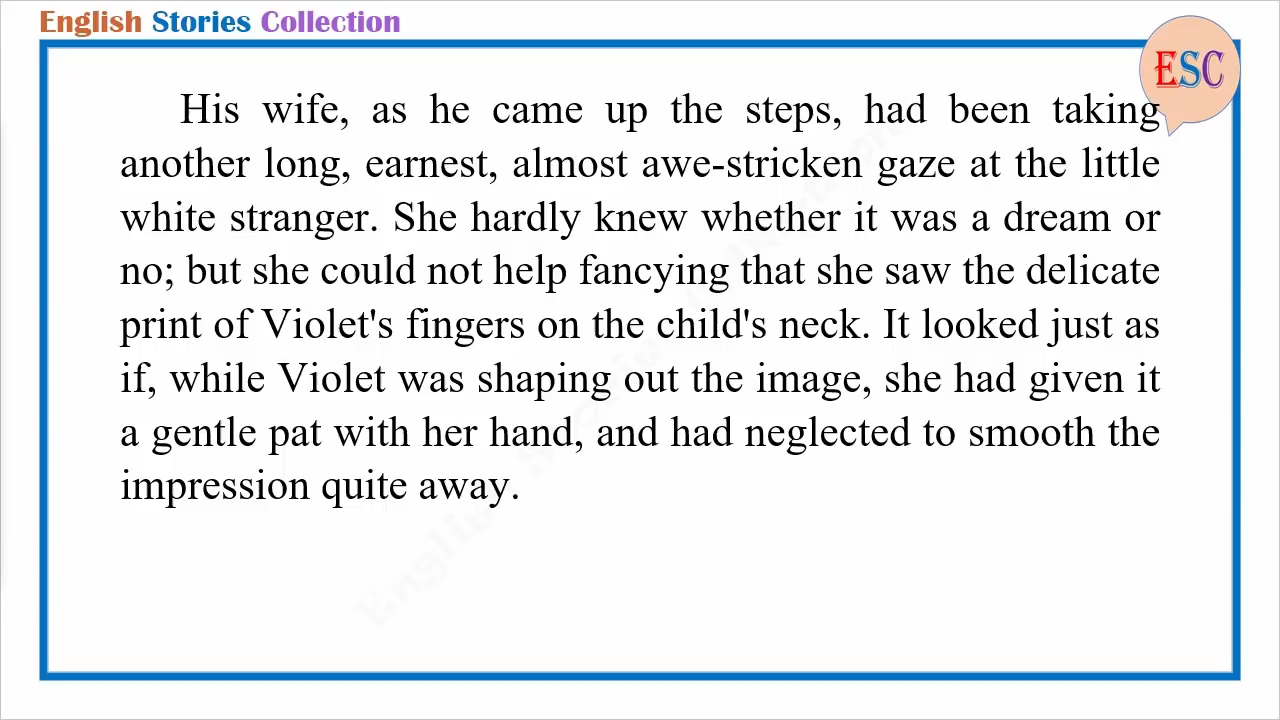 English Stories Collection
ESC
His wife, as he came up the steps, had been taking
another long, earnest, almost awe-stricken gaze at the little
white stranger. She hardly knew whether it was a dream or
no; but she could not help fancying that she saw the delicate
print of Violet's fingers on the child's neck. It looked just as
if, while Violet was shaping out the image, she had given it
a gentle pat with her hand, and had neglected to smooth the
impression quite away.